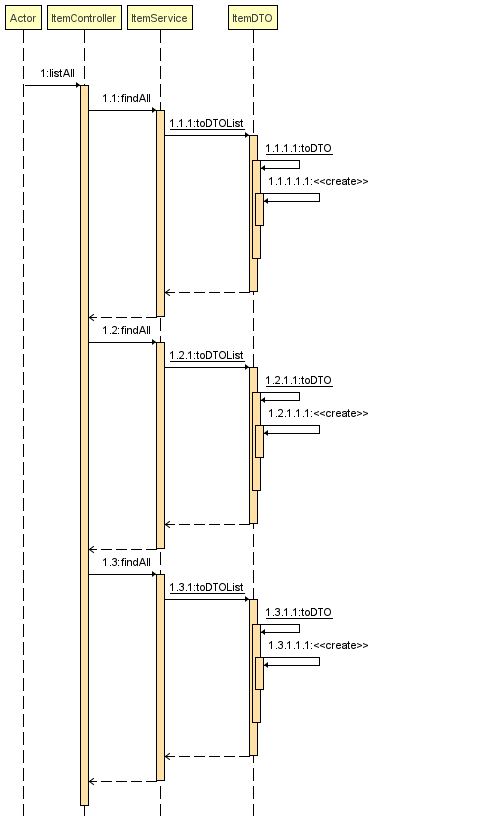 Actor ItemController ItemService ItemDTO
1:listAll
1.1:findAll
1.1.1:toDTOList
1.1.1.1:toDTO
1.1.1.1.1:<<create>>
1.2:findAll
1.2.1:toDTOList
1.2.1.1:toDTO
1.2.1.1.1:<<create>>
1.3:findAll
1.3.1:toDTOList
1.3.1.1:toDTO
1.3.1.1.1:<<create>>